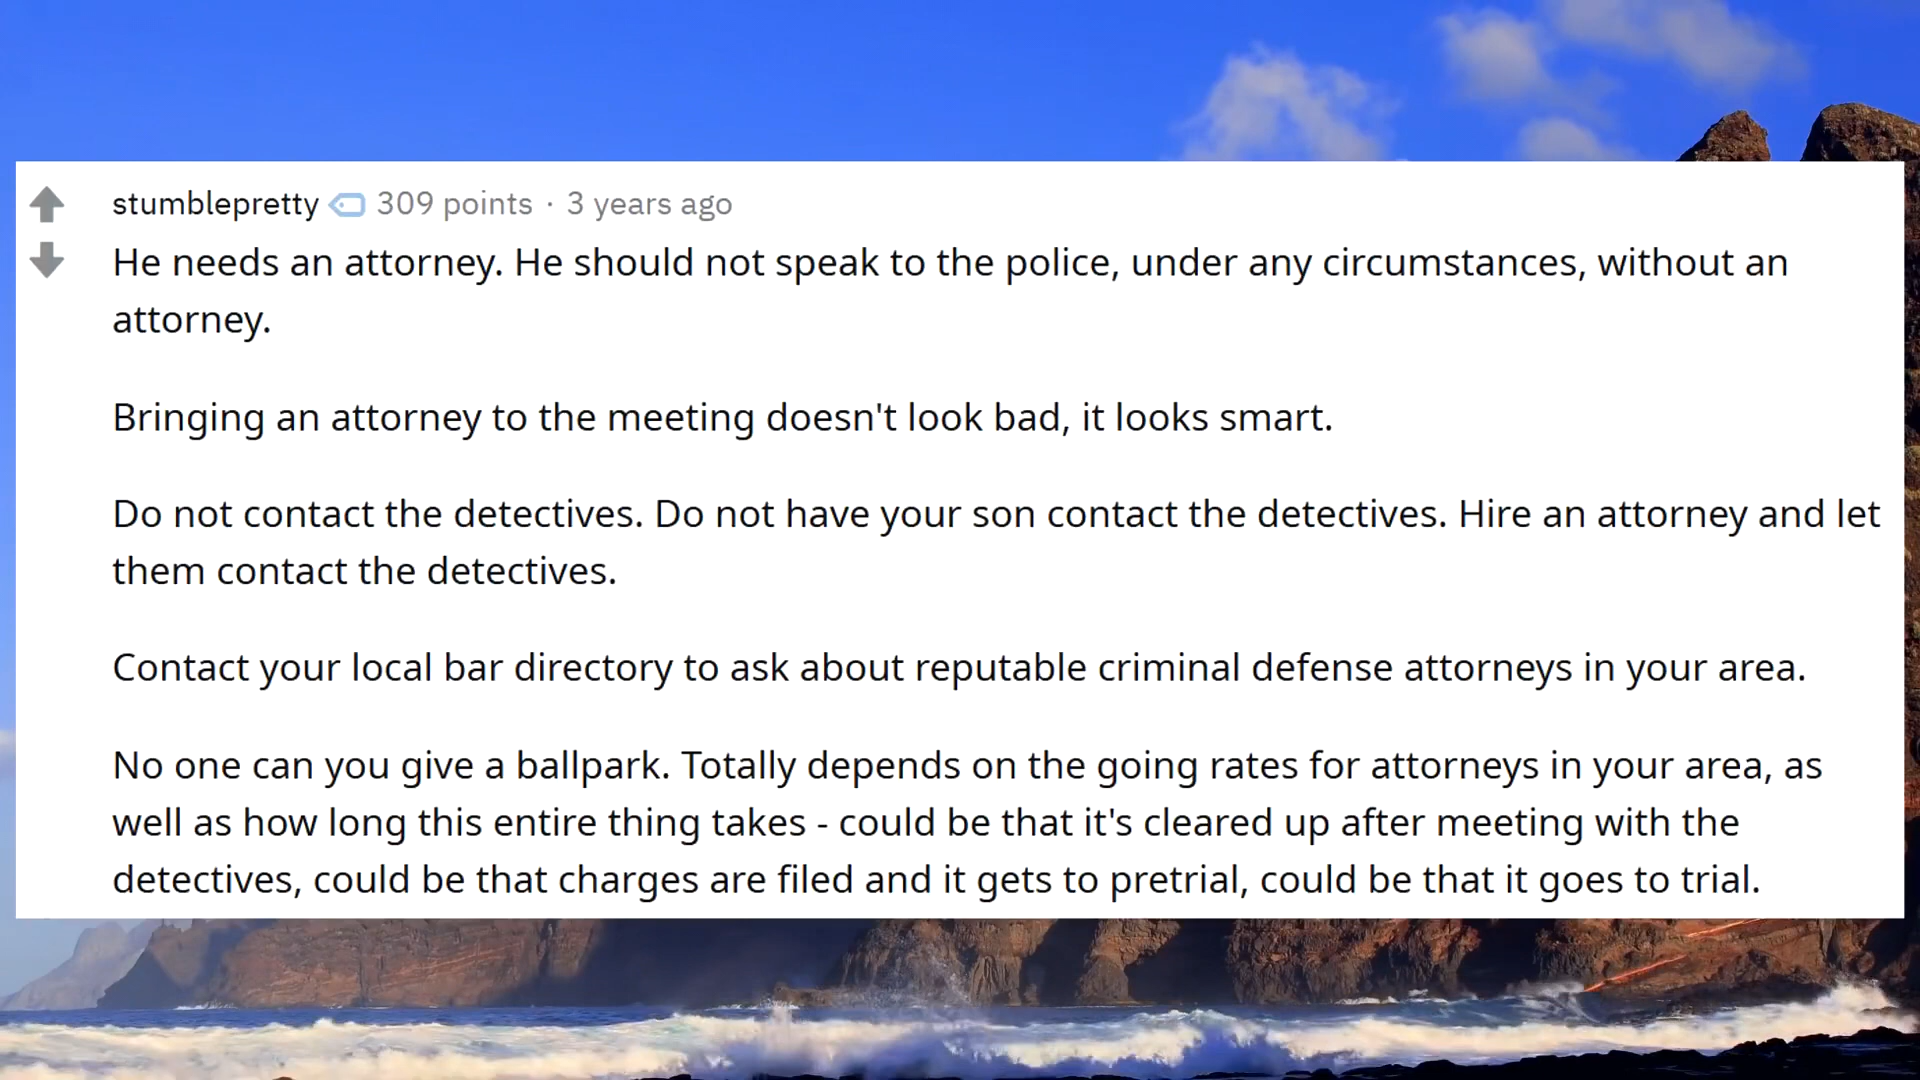 stumblepretty 309 points · 3 years ago
He needs an attorney. He should not speak to the police, under any circumstances, without an
attorney.
Bringing an attorney to the meeting doesn't look bad, it looks smart.
Do not contact the detectives. Do not have your son contact the detectives. Hire an attorney and let
them contact the detectives.
Contact your local bar directory to ask about reputable criminal defense attorneys in your area.
No one can you give a ballpark. Totally depends on the going rates for attorneys in your area, as
well as how long this entire thing takes - could be that it's cleared up after meeting with the
detectives, could be that charges are filed and it gets to pretrial, could be that it goes to trial.